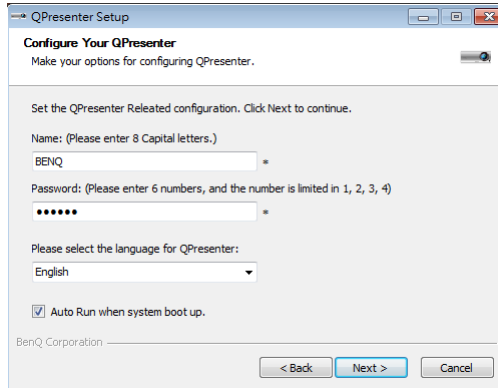 QPresenter Setup
Configure Your QPresenter
Make your options for configuring QPresenter.
Set the QPresenter Releated configuration. Click Next to continue.
Name: (Please enter 8 Capital letters.)
BENQ
*
Password: (Please enter 6 numbers, and the number is limited in 1, 2, 3, 4)
••••••
*
Please select the language for QPresenter:
English
Auto Run when system boot up.
BenQ Corporation
< Back Next > Cancel